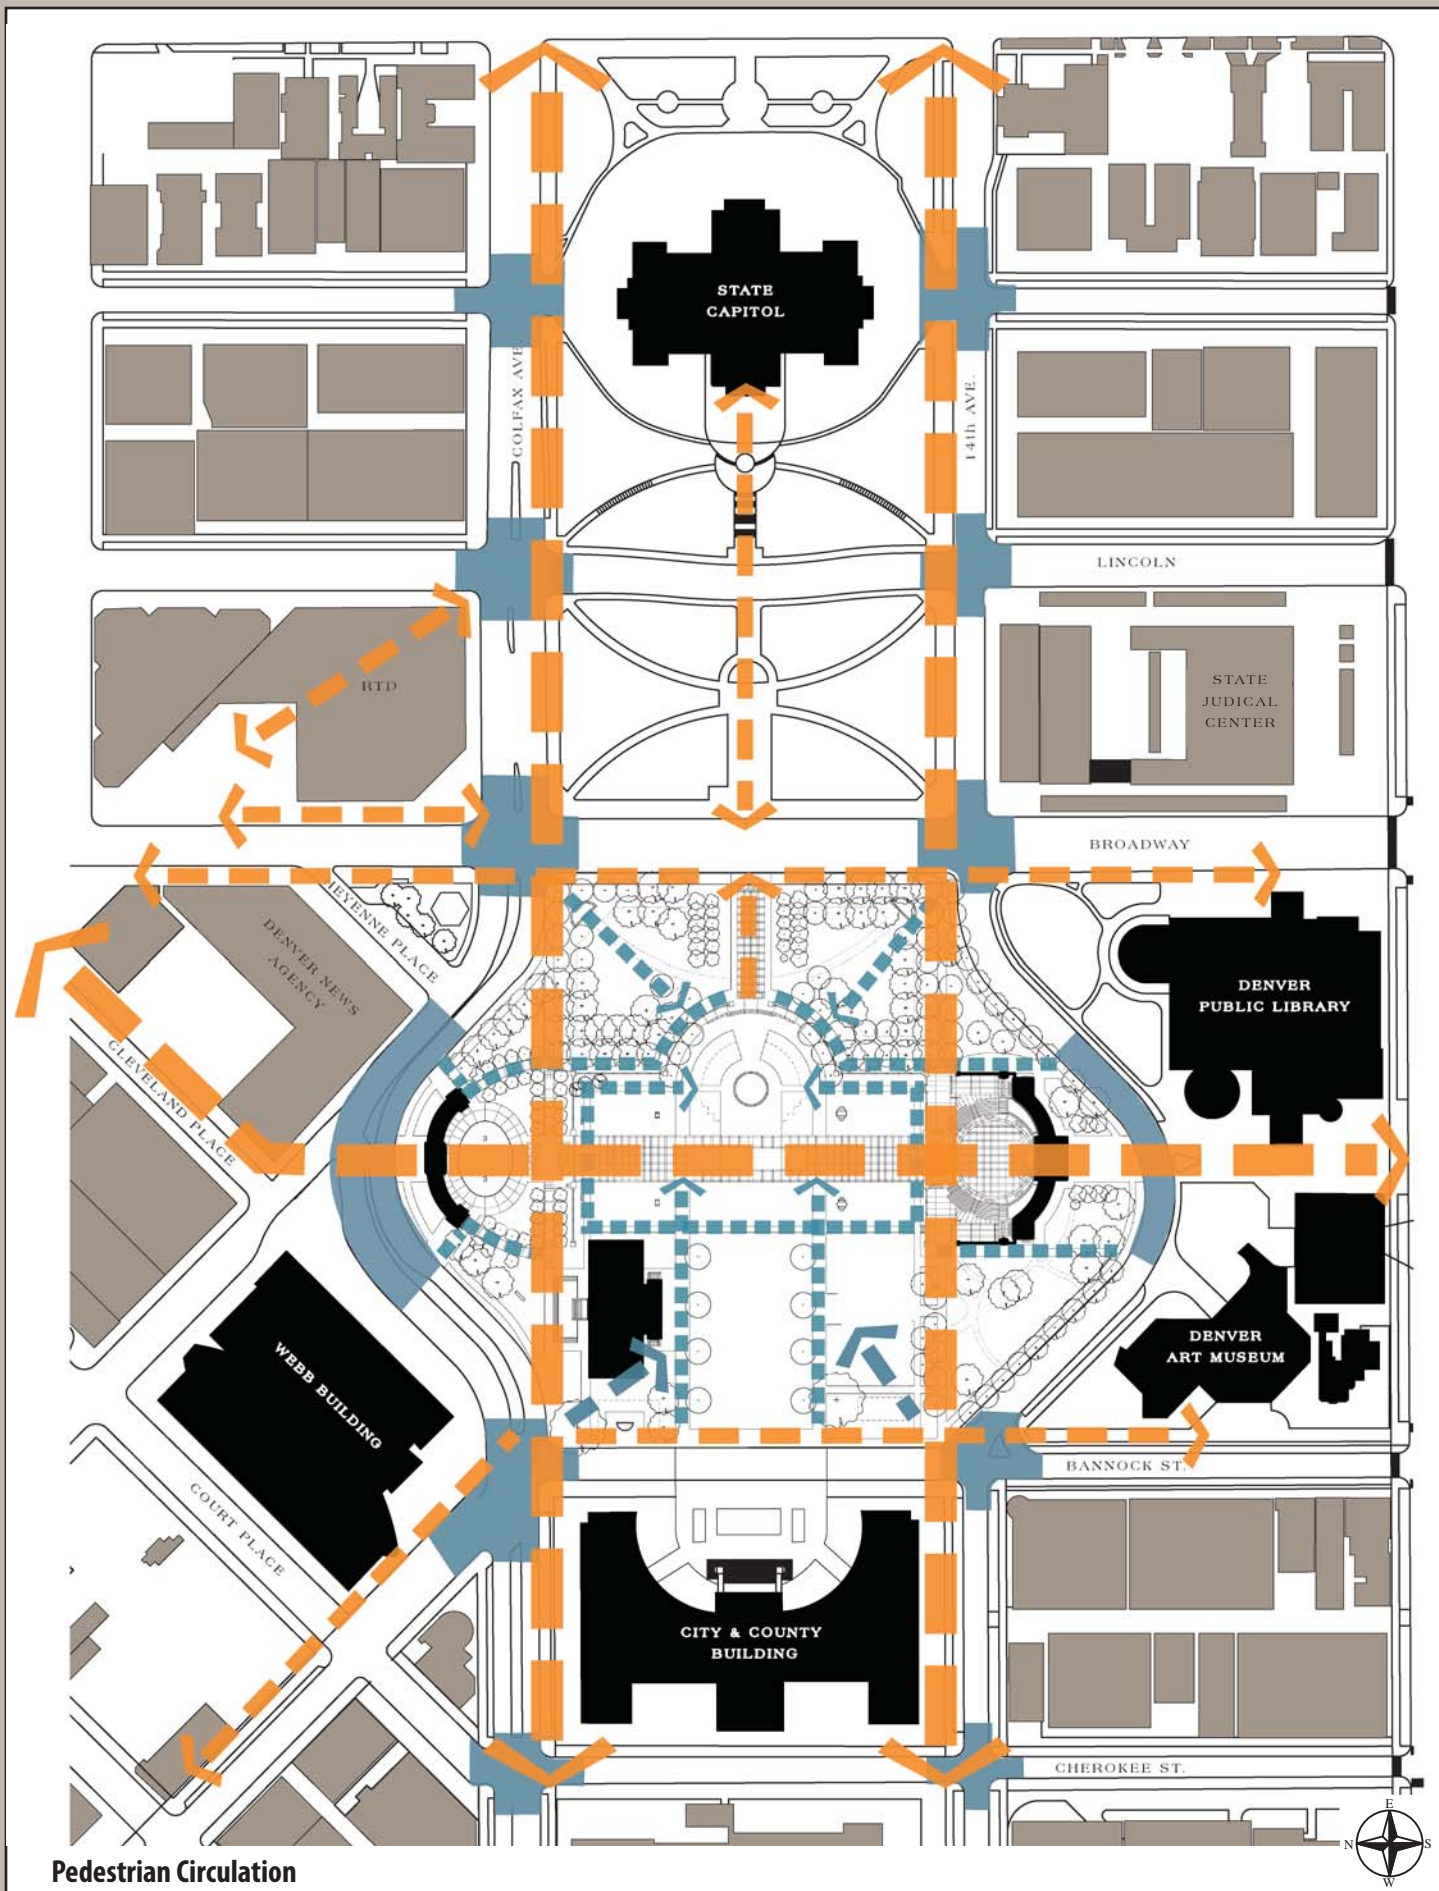 STATE
CAPITOL
COLFAX AVE
14th AVE.
LINCOLN
RTD
STATE
JUDICAL
CENTER
BROADWAY
PLACE
DENVER NEWS
AGENCY
DENVER
PUBLIC LIBRARY
CLEVELAND PLACE
WEBB BUILDING
DENVER
ART MUSEUM
COURT PLACE
BANNOCK ST.
CITY & COUNTY
BUILDING
CHEROKEE ST.
E
N S
W
Pedestrian Circulation